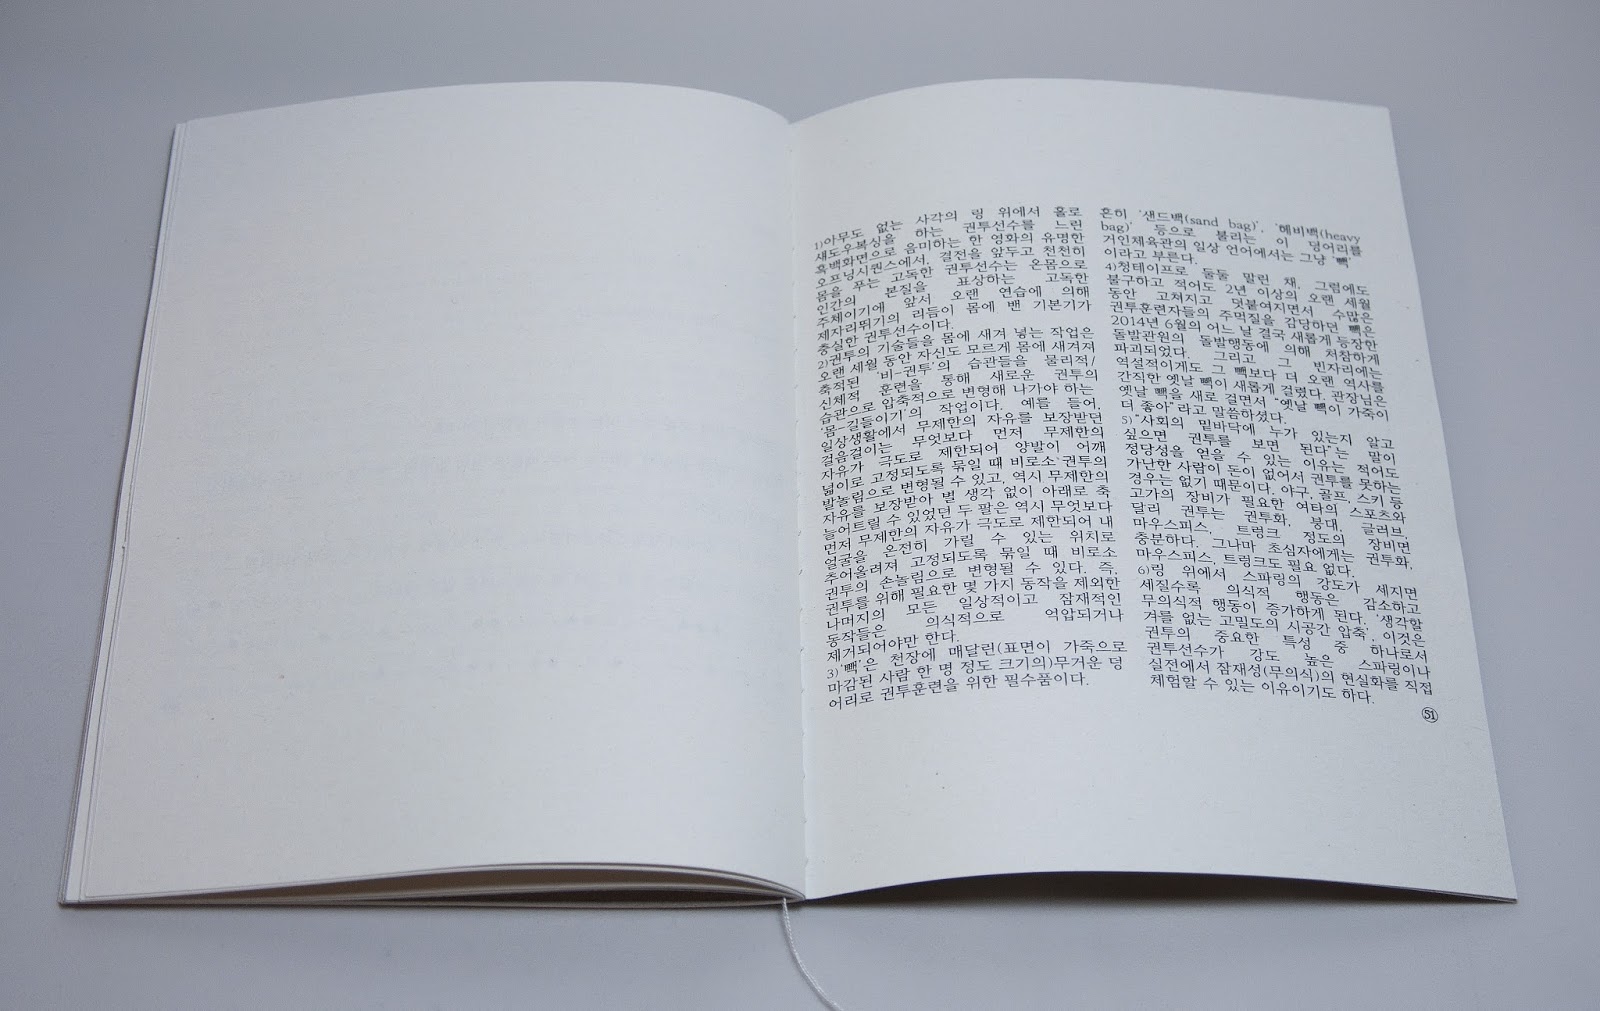 1)아무도 없는 사각의 링 위에서 홀로
새도우복싱을 하는 권투선수를 느린
흑백화면으로 음미하는 한 영화의 유명한
오프닝시퀀스에서, 결전을 앞두고 천천히
몸을 푸는 고독한 권투선수는 온몸으로
인간의 본질을 표상하는 고독한
주체이기에 앞서 오랜 연습에 의해
제자리뛰기의 리듬이 몸에 밴 기본기가
충실한 권투선수이다.
2)권투의 기술들을 몸에 새겨 넣는 작업은
오랜 세월 동안 자신도 모르게 몸에 새겨져
축적된 '비-권투'의 습관들을 물리적/
신체적 훈련을 통해 새로운 권투의
습관으로 압축적으로 변형해 나가야 하는
'몸-길들이기'의 작업이다. 예를 들어,
일상생활에서 무제한의 자유를 보장받던
걸음걸이는 무엇보다 먼저 무제한의
자유가 극도로 제한되어 양발이 어깨
넓이로 고정되도록 묶일 때 비로소 권투의
발놀림으로 변형될 수 있고, 역시 무제한의
자유를 보장받아 별 생각 없이 아래로 축
늘어트릴 수 있었던 두 팔은 역시 무엇보다
먼저 무제한의 자유가 극도로 제한되어 내
얼굴을 온전히 가릴 수 있는 위치로
추어올려져 고정되도록 묶일 때 비로소
권투의 손놀림으로 변형될 수 있다. 즉,
권투를 위해 필요한 몇 가지 동작을 제외한
나머지의 모든 일상적이고 잠재적인
동작들은 의식적으로 억압되거나
제거되어야만 한다.
3)'빽'은 천장에 매달린(표면이 가죽으로
마감된 사람 한 명 정도 크기의)무거운 덩
어리로 권투훈련을 위한 필수품이다.
흔히 '샌드백(sand bag)', '헤비백(heavy
bag)' 등으로 불리는 이 덩어리를
거인체육관의 일상 언어에서는 그냥 '빽'
이라고 부른다.
4)청테이프로 둘둘 말린 채, 그럼에도
불구하고 적어도 2년 이상의 오랜 세월
동안 고쳐지고 덧붙여지면서 수많은
권투훈련자들의 주먹질을 감당하던 빽은
2014년 6월의 어느 날 결국 새롭게 등장한
돌발관원의 돌발행동에 의해 처참하게
파괴되었다. 그리고 그 빈자리에는
역설적이게도 그 빽보다 더 오랜 역사를
간직한 옛날 빽이 새롭게 걸렸다. 관장님은
옛날 빽을 새로 걸면서 "옛날 빽이 가죽이
더 좋아"라고 말씀하셨다.
5)"사회의 밑바닥에 누가 있는지 알고
싶으면 권투를 보면 된다"는 말이
정당성을 얻을 수 있는 이유는 적어도
가난한 사람이 돈이 없어서 권투를 못하는
경우는 없기 때문이다. 야구, 골프, 스키 등
고가의 장비가 필요한 여타의 스포츠와
달리 권투는 권투화, 붕대, 글러브,
마우스피스, 트렁크 정도의 장비면
충분하다. 그나마 초심자에게는 권투화,
마우스피스, 트렁크도 필요 없다.
6)링 위에서 스파링의 강도가 세지면
세질수록 의식적 행동은 감소하고
무의식적 행동이 증가하게 된다. '생각할
겨를 없는 고밀도의 시공간 압축', 이것은
권투의 중요한 특성 중 하나로서
권투선수가 강도 높은 스파링이나
실전에서 잠재성(무의식)의 현실화를 직접
체험할 수 있는 이유이기도 하다.
51